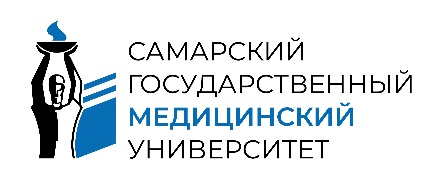 САМАРСКИЙ
ГОСУДАРСТВЕННЫЙ
МЕДИЦИНСКИЙ
УНИВЕРСИТЕТ